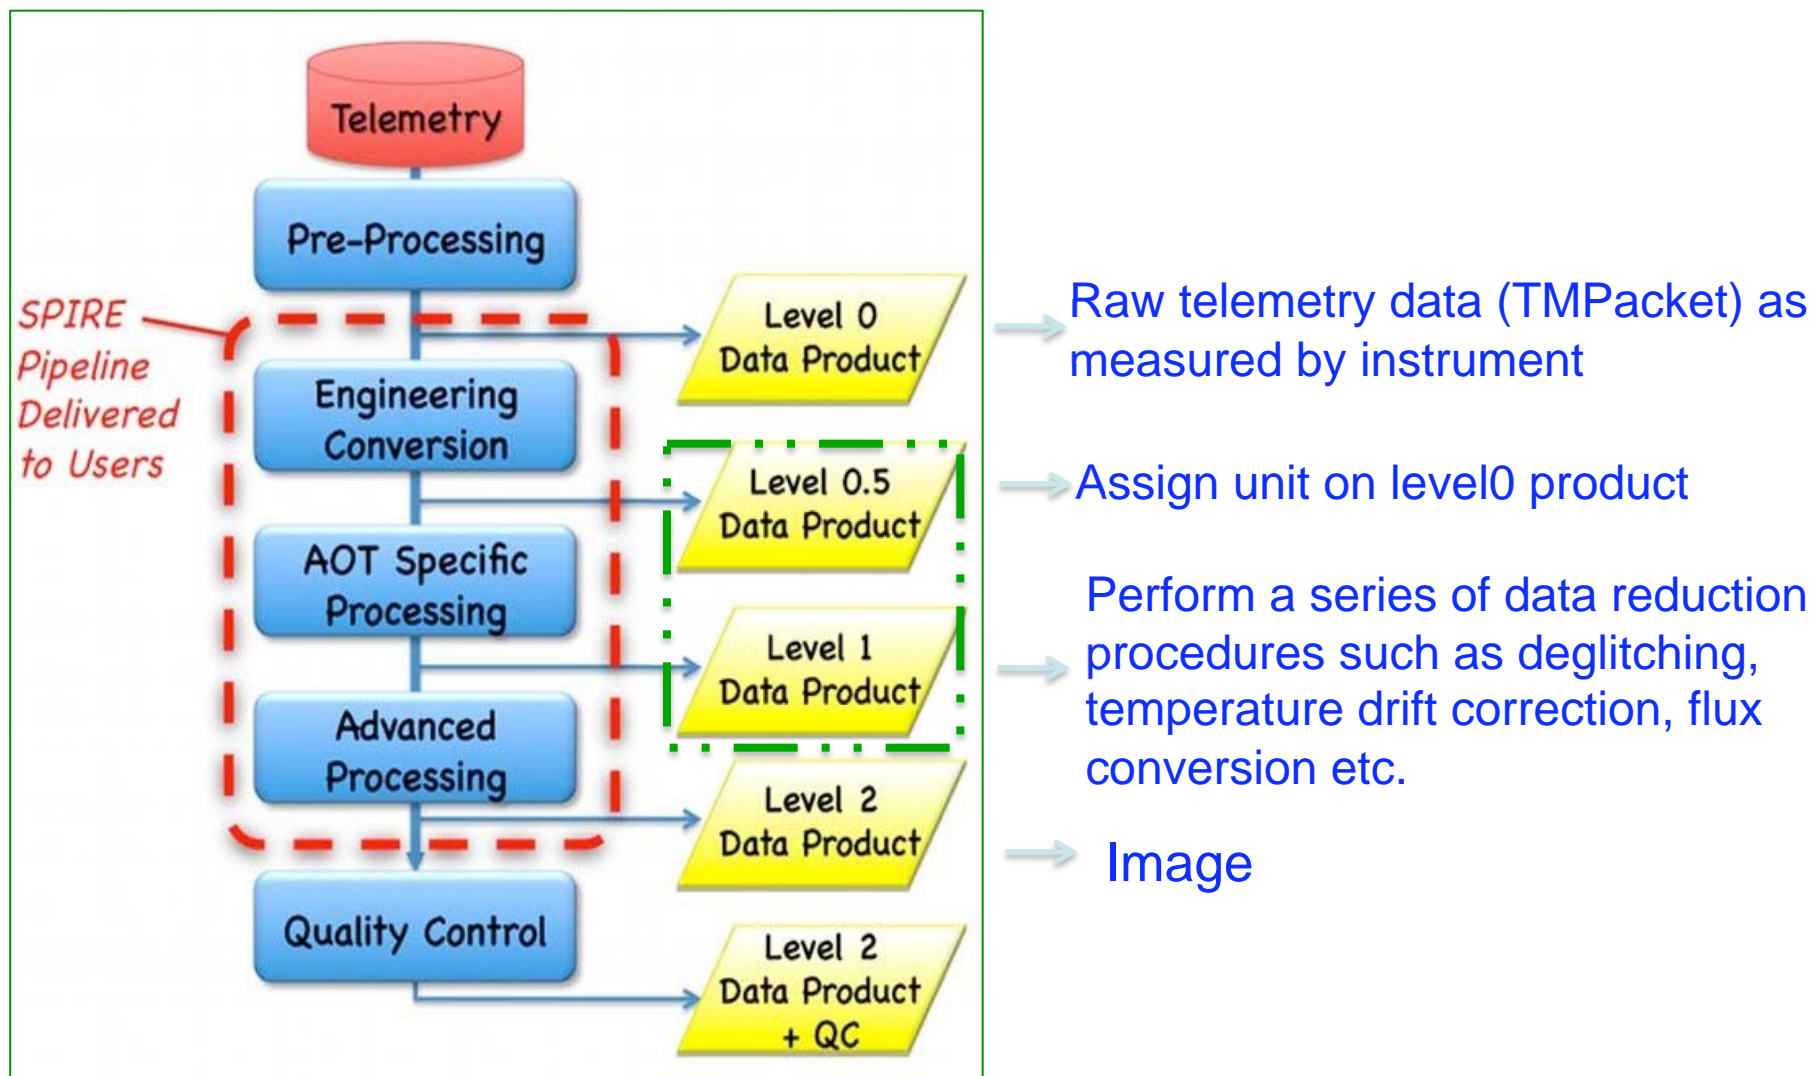 Telemetry
Pre-Processing
SPIRE
Pipeline
Delivered
to Users
Level 0
Data Product
Raw telemetry data (TMPacket) as
measured by instrument
Engineering
Conversion
Level 0.5
Data Product
Assign unit on level0 product
AOT Specific
Processing
Level 1
Data Product
Perform a series of data reduction
procedures such as deglitching,
temperature drift correction, flux
conversion etc.
Advanced
Processing
Level 2
Data Product
Image
Quality Control
Level 2
Data Product
+ QC